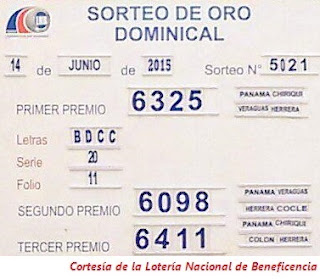 SORTEO DE ORO
DOMINICAL
14 de JUNIO de 2015 Sorteo N° 5021
PRIMER PREMIO 6325 PANAMA CHIRIQUI
VERAGUAS HERRERA
Letras BDCC
Serie 20
Folio 11
SEGUNDO PREMIO 6098 PANAMA VERAGUAS
HERRERA COCLE
TERCER PREMIO 6411 PANAMA CHIRIQUI
COLON HERRERA
Cortesía de la Lotería Nacional de Beneficencia